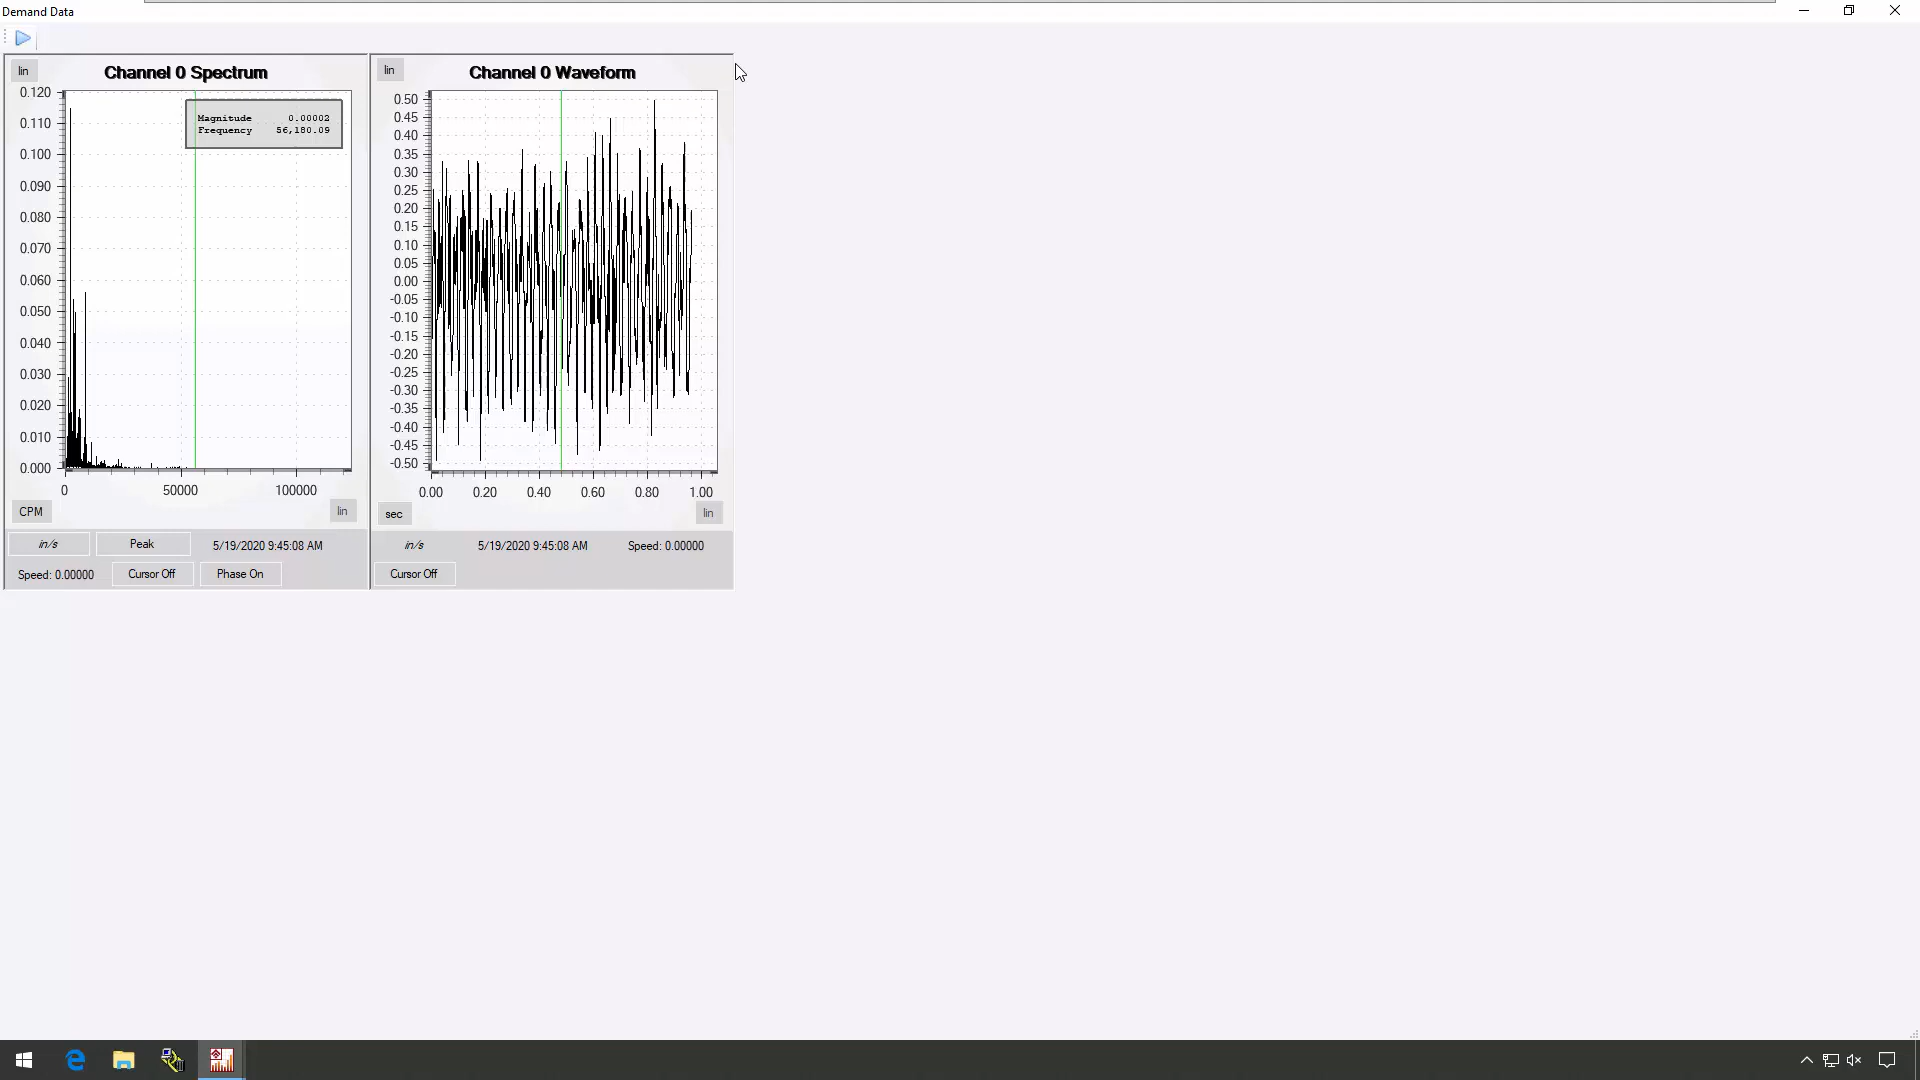 Demand Data
lin
Channel 0 Spectrum
0.120
0.110
0.100
0.090
0.080
0.070
0.060
0.050
0.040
0.030
0.020
0.010
0.000
Magnitude 0.00002
Frequency 56,180.09
0 50000 100000
CPM
lin
in/s
Peak
5/19/2020 9:45:08 AM
Speed: 0.00000
Cursor Off
Phase On
lin
Channel 0 Waveform
0.50
0.45
0.40
0.35
0.30
0.25
0.20
0.15
0.10
0.05
0.00
-0.05
-0.10
-0.15
-0.20
-0.25
-0.30
-0.35
-0.40
-0.45
-0.50
0.00 0.20 0.40 0.60 0.80 1.00
sec
lin
in/s
5/19/2020 9:45:08 AM
Speed: 0.00000
Cursor Off